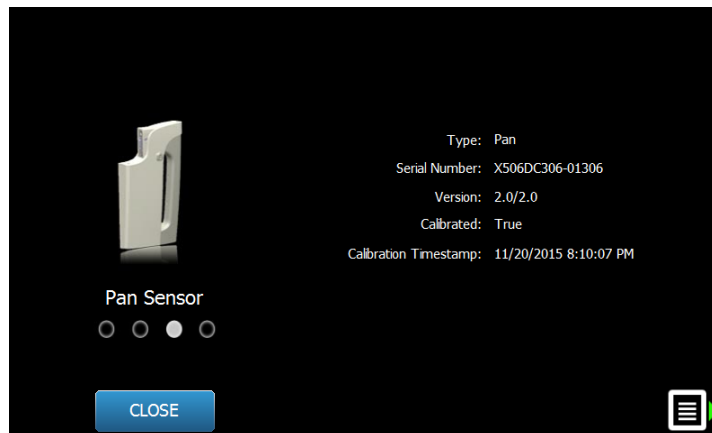 Type: Pan
Serial Number: X506DC306-01306
Version: 2.0/2.0
Calibrated: True
Calibration Timestamp: 11/20/2015 8:10:07 PM
Pan Sensor
CLOSE